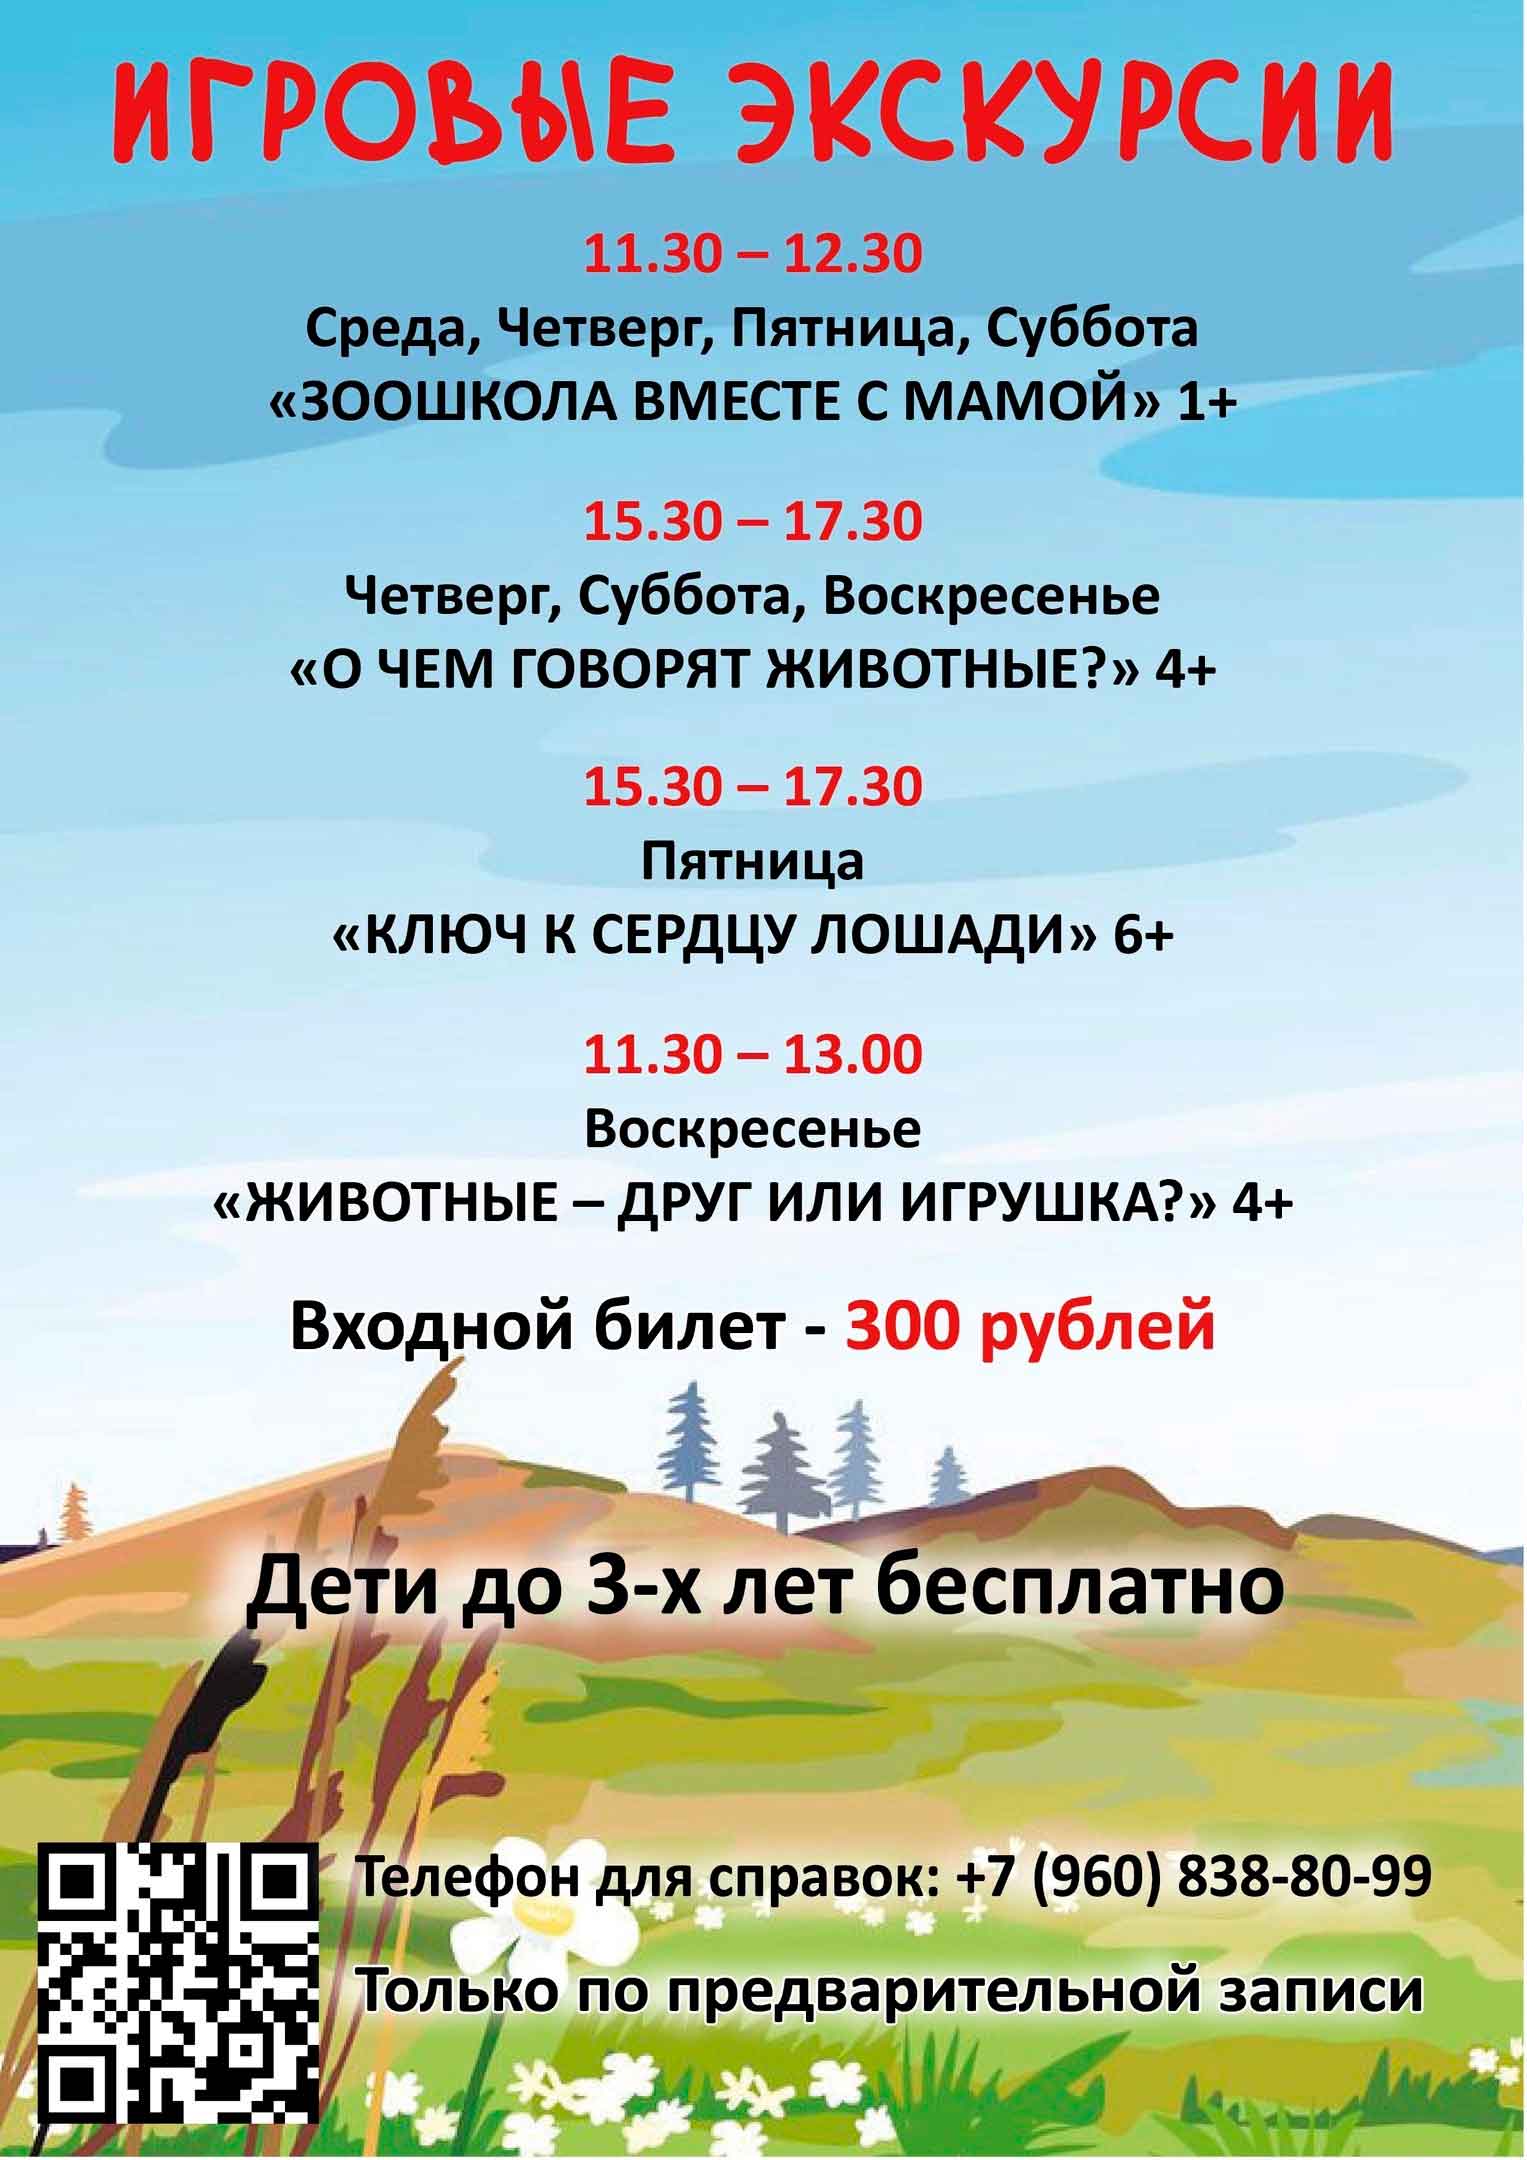 ИГРОВЫЕ ЭКСКУРСИИ
11.30 – 12.30
Среда, Четверг, Пятница, Суббота
«ЗООШКОЛА ВМЕСТЕ С МАМОЙ» 1+
15.30 – 17.30
Четверг, Суббота, Воскресенье
«О ЧЕМ ГОВОРЯТ ЖИВОТНЫЕ?» 4+
15.30 – 17.30
Пятница
«КЛЮЧ К СЕРДЦУ ЛОШАДИ» 6+
11.30 – 13.00
Воскресенье
«ЖИВОТНЫЕ – ДРУГ ИЛИ ИГРУШКА?» 4+
Входной билет - 300 рублей
Дети до 3-х лет бесплатно
Телефон для справок: +7 (960) 838-80-99
Только по предварительной записи